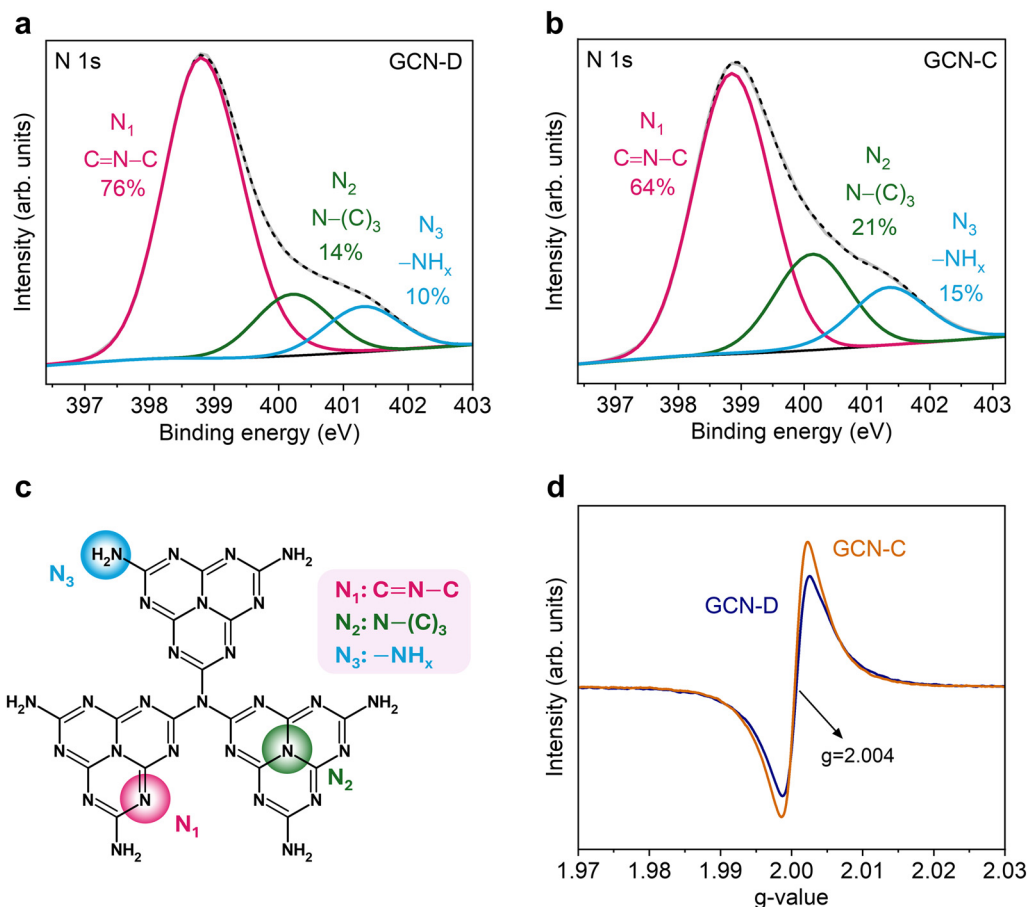 a
N 1s
GCN-D
N₁
C=N–C
76%
N₂
N–(C)₃
14%
N₃
–NHₓ
10%
Intensity (arb. units)
397 398 399 400 401 402 403
Binding energy (eV)
b
N 1s
GCN-C
N₁
C=N–C
64%
N₂
N–(C)₃
21%
N₃
–NHₓ
15%
Intensity (arb. units)
397 398 399 400 401 402 403
Binding energy (eV)
c
H₂N N N NH₂
N₃
N N N
N N
N
NH₂ N N N N N NH₂
N N N N N N
N N N N
N₂
N₁
NH₂ NH₂
N₁: C=N–C
N₂: N–(C)₃
N₃: –NHₓ
d
GCN-C
GCN-D
g=2.004
Intensity (arb. units)
1.97 1.98 1.99 2.00 2.01 2.02 2.03
g-value